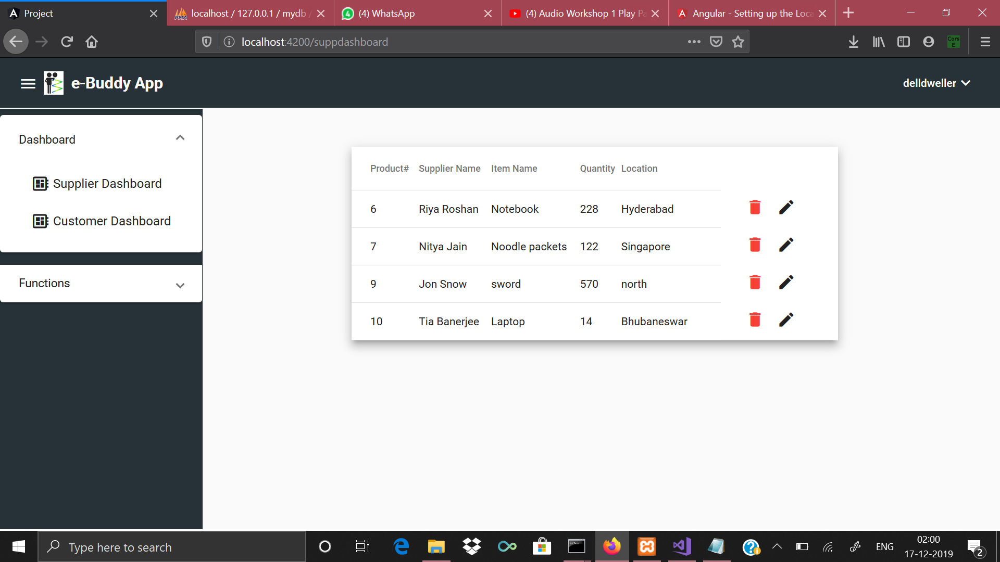 Project
localhost / 127.0.0.1 / mydb /
(4) WhatsApp
(4) Audio Workshop 1 Play Pa
Angular - Setting up the Loca
localhost:4200/suppdashboard
Cors
E
e-Buddy App
delldweller
Dashboard
Supplier Dashboard
Customer Dashboard
Functions
Product# Supplier Name Item Name Quantity Location
6 Riya Roshan Notebook 228 Hyderabad
7 Nitya Jain Noodle packets 122 Singapore
9 Jon Snow sword 570 north
10 Tia Banerjee Laptop 14 Bhubaneswar
Type here to search
ENG
02:00
17-12-2019
2